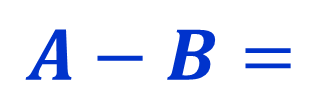 A − B =